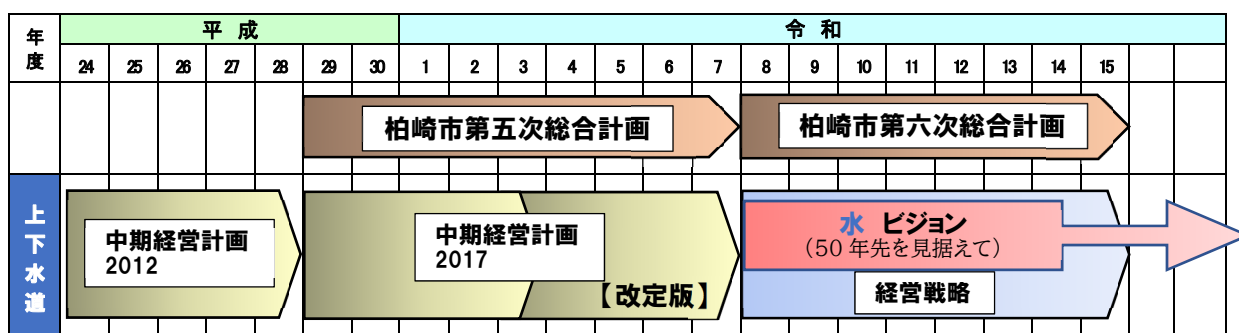 年度
平 成
令 和
24 25 26 27 28 29 30 1 2 3 4 5 6 7 8 9 10 11 12 13 14 15
柏崎市第五次総合計画
柏崎市第六次総合計画
上下水道
中期経営計画
2012
中期経営計画
2017
【改定版】
水 ビジョン
（50 年先を見据えて）
経営戦略